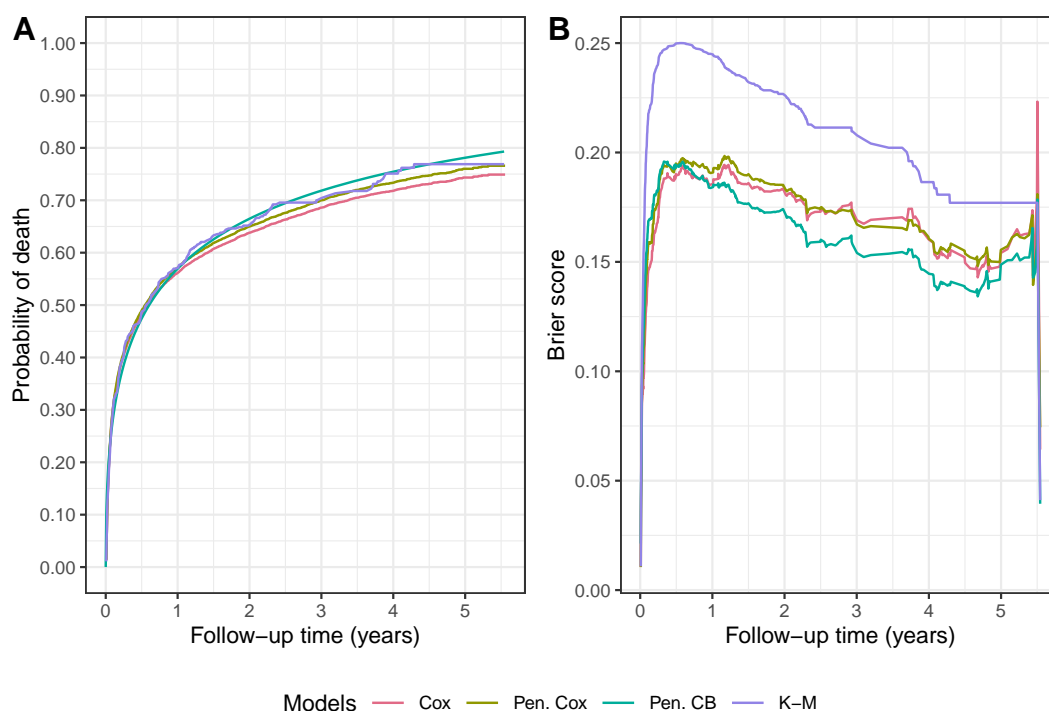 A
B
Probability of death
1.00
0.90
0.80
0.70
0.60
0.50
0.40
0.30
0.20
0.10
0.00
0 1 2 3 4 5
Follow−up time (years)
Brier score
0.25
0.20
0.15
0.10
0.05
0.00
0 1 2 3 4 5
Follow−up time (years)
Models Cox Pen. Cox Pen. CB K−M